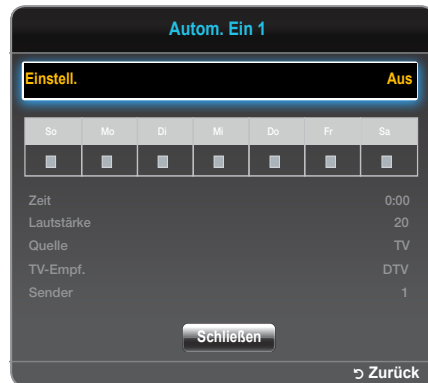 Autom. Ein 1
Einstell. Aus
So Mo Di Mi Do Fr Sa
Zeit 0:00
Lautstärke 20
Quelle TV
TV-Empf. DTV
Sender 1
Schließen
Zurück